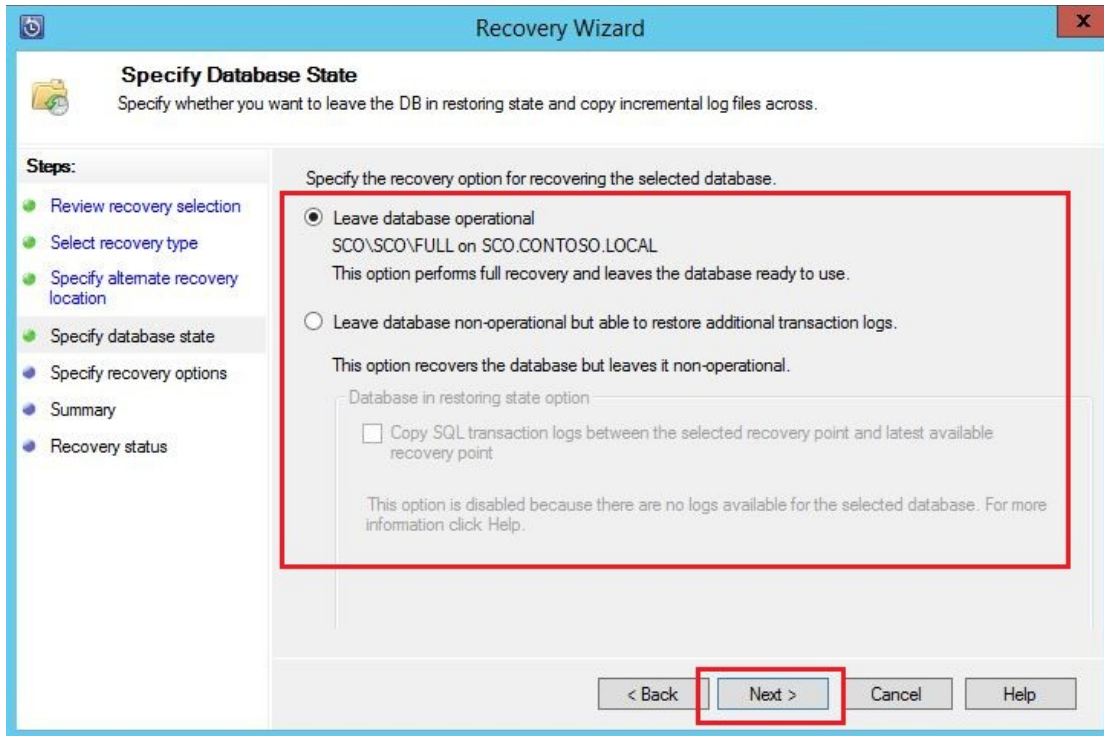 Recovery Wizard
x
Specify Database State
Specify whether you want to leave the DB in restoring state and copy incremental log files across.
Steps:
Review recovery selection
Select recovery type
Specify alternate recovery
location
Specify database state
Specify recovery options
Summary
Recovery status
Specify the recovery option for recovering the selected database.
Leave database operational
SCO\SCO\FULL on SCO.CONTOSO.LOCAL
This option performs full recovery and leaves the database ready to use.
Leave database non-operational but able to restore additional transaction logs.
This option recovers the database but leaves it non-operational.
Database in restoring state option
Copy SQL transaction logs between the selected recovery point and latest available
recovery point
This option is disabled because there are no logs available for the selected database. For more
information click Help.
< Back
Next >
Cancel
Help